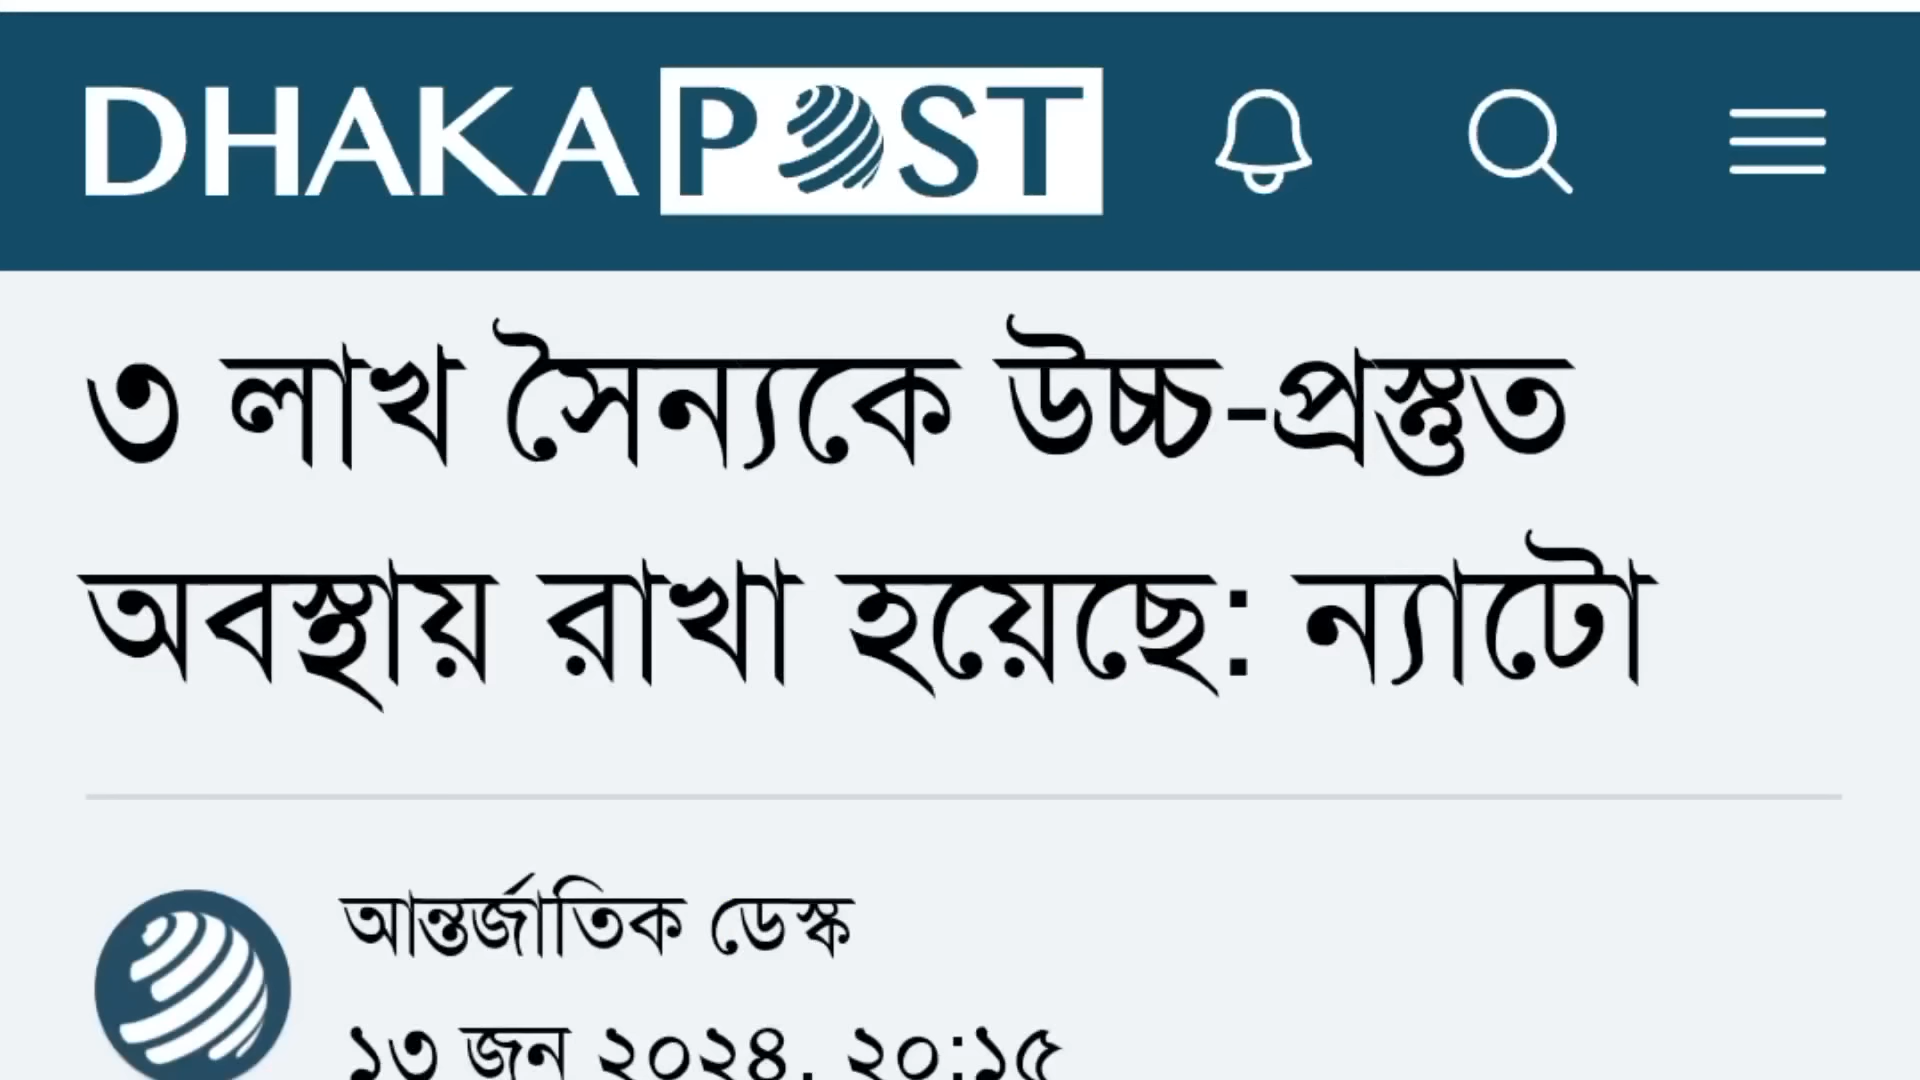 DHAKA POST
৩ লাখ সৈন্যকে উচ্চ-প্রস্তুত
অবস্থায় রাখা হয়েছে: ন্যাটো
আন্তর্জাতিক ডেস্ক
১৩ জুন ২০২৪, ২০:১৫